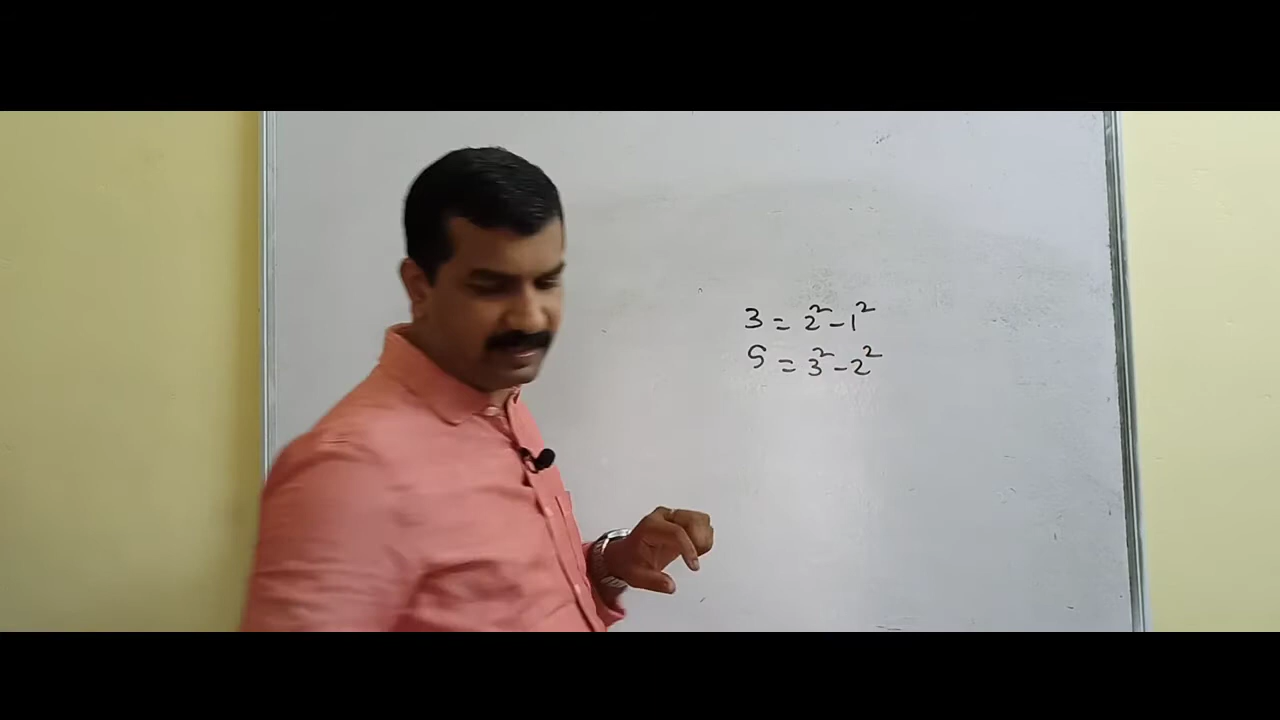 3 = 2² - 1²
5 = 3² - 2²